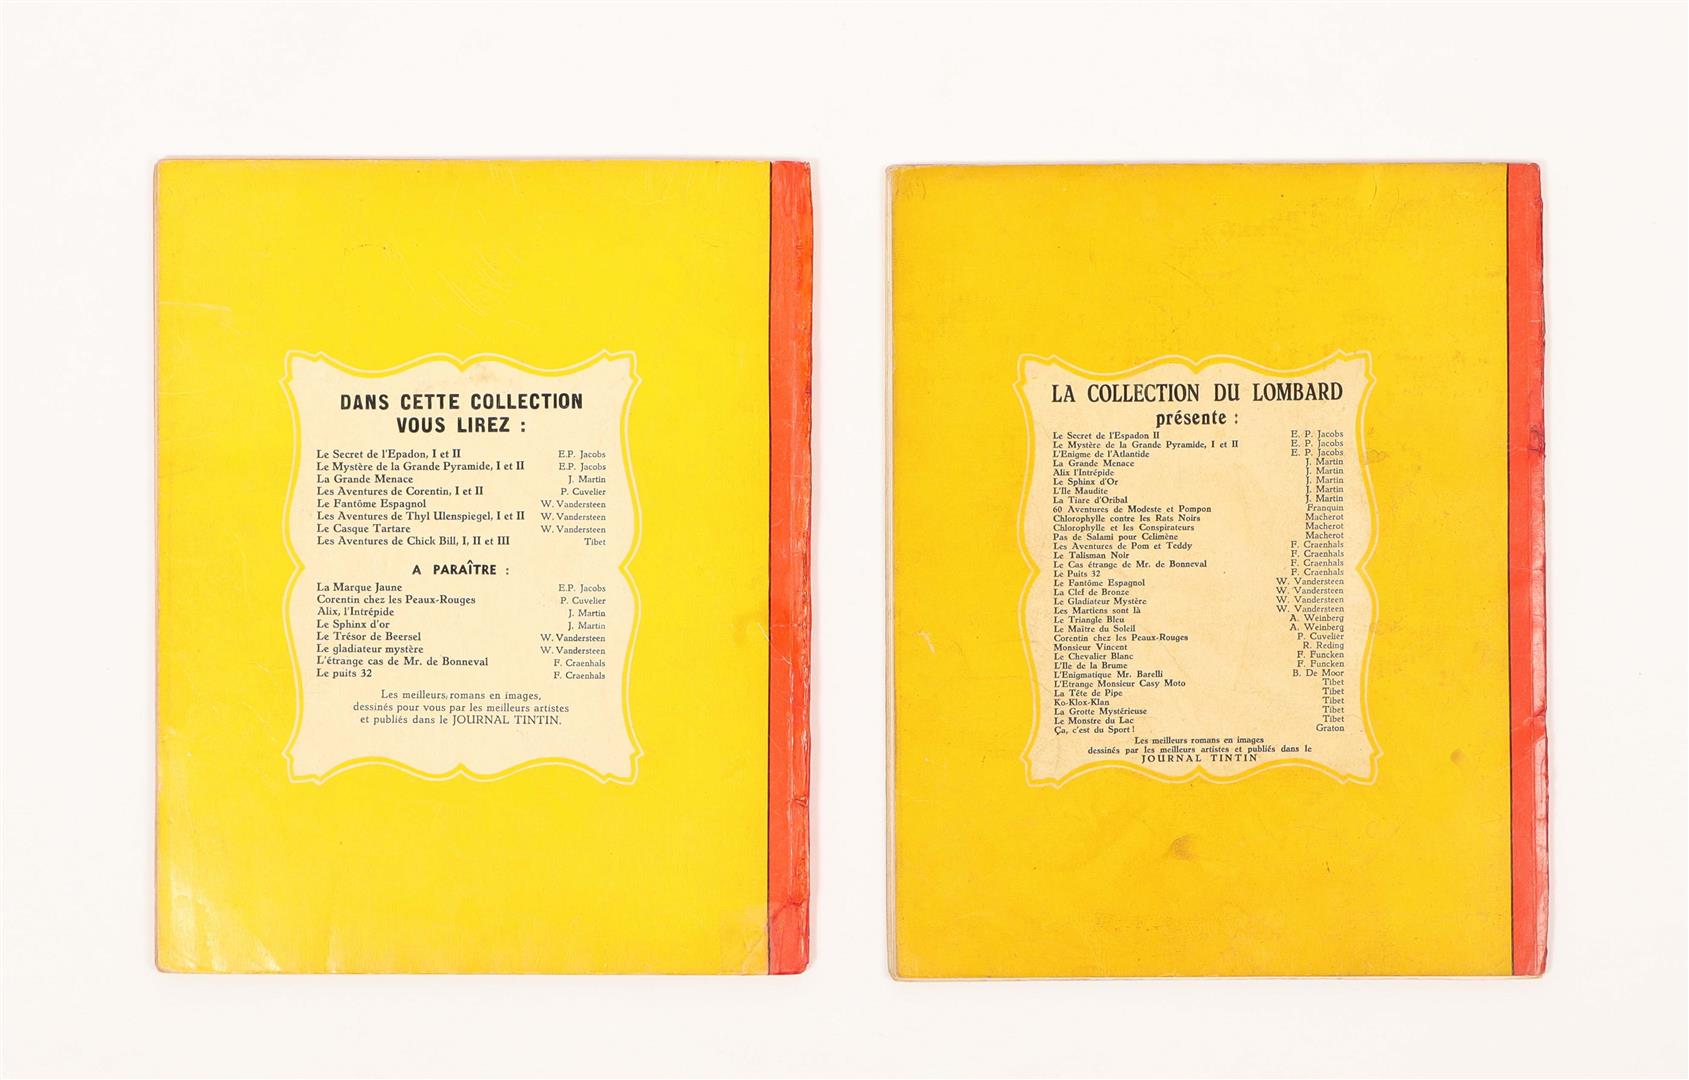 DANS CETTE COLLECTION
VOUS LIREZ :
Le Secret de l'Epadon, I et II E.P. Jacobs
Le Mystère de la Grande Pyramide, I et II E.P. Jacobs
La Grande Menace J. Martin
Les Aventures de Corentin, I et II P. Cuvelier
Le Fantôme Espagnol W. Vandersteen
Les Aventures de Thyl Ulenspiegel, I et II W. Vandersteen
Le Casque Tartare W. Vandersteen
Les Aventures de Chick Bill, I, II et III Tibet
A PARAÎTRE :
La Marque Jaune E.P. Jacobs
Corentin chez les Peaux-Rouges P. Cuvelier
Alix, l'Intrépide J. Martin
Le Sphinx d'or J. Martin
Le Trésor de Beersel W. Vandersteen
Le gladiateur mystère W. Vandersteen
L'étrange cas de Mr. de Bonneval F. Craenhals
Le puits 32 F. Craenhals
Les meilleurs romans en images,
dessinés pour vous par les meilleurs artistes
et publiés dans le JOURNAL TINTIN.
LA COLLECTION DU LOMBARD
présente :
Le Secret de l'Espadon II E. P. Jacobs
Le Mystère de la Grande Pyramide, I et II E. P. Jacobs
L'Enigme de l'Atlantide E. P. Jacobs
La Grande Menace J. Martin
Alix l'Intrépide J. Martin
Le Sphinx d'Or J. Martin
L'Ile Maudite J. Martin
La Tiare d'Oribal J. Martin
60 Aventures de Modeste et Pompon Franquin
Chlorophylle contre les Rats Noirs Macherot
Chlorophylle et les Conspirateurs Macherot
Pas de Salami pour Celimène Macherot
Les Aventures de Pom et Teddy F. Craenhals
Le Talisman Noir F. Craenhals
Le Cas étrange de Mr. de Bonneval F. Craenhals
Le Puits 32 F. Craenhals
Le Fantôme Espagnol W. Vandersteen
La Clef de Bronze W. Vandersteen
Le Gladiateur Mystère W. Vandersteen
Les Martiens sont là W. Vandersteen
Le Triangle Bleu A. Weinberg
Le Maître du Soleil A. Weinberg
Corentin chez les Peaux-Rouges P. Cuvelier
Monsieur Vincent R. Reding
Le Chevalier Blanc F. Funcken
L'Ile de la Brume F. Funcken
L'Enigmatique Mr. Barelli B. De Moor
L'Etrange Monsieur Casy Moto Tibet
La Tête de Pipe Tibet
Ko-Klox-Klan Tibet
La Grotte Mystérieuse Tibet
Le Monstre du Lac Tibet
Ça, c'est du Sport ! Graton
Les meilleurs romans en images
dessinés par les meilleurs artistes et publiés dans le
JOURNAL TINTIN